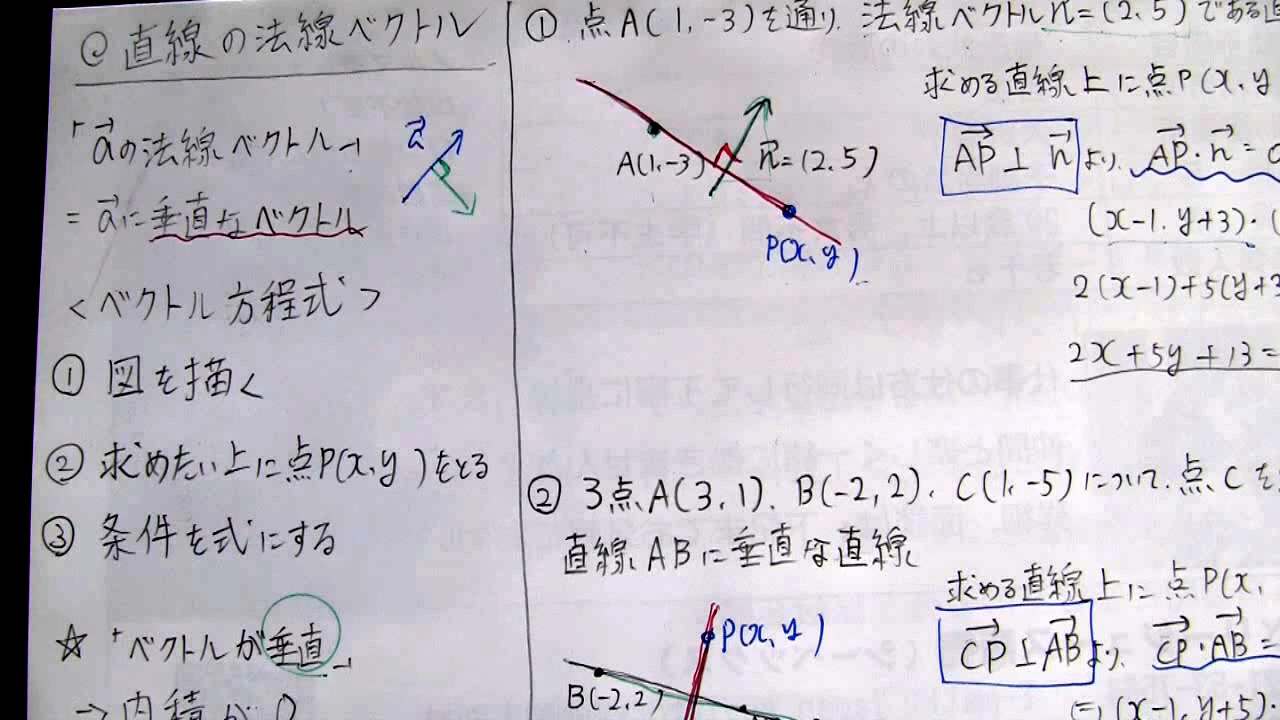 ◎直線の法線ベクトル
「a→の法線ベクトル」
a→
= a→に垂直なベクトル
<ベクトル方程式>
① 図を描く
② 求めたい上に点P(x,y)をとる
③ 条件を式にする
☆「ベクトルが垂直」
→内積が0
① 点A(1,-3)を通り、法線ベクトルn=(2,5)である
求める直線上に点P(x,y
A(1,-3)
n→=(2,5)
P(x,y)
AP→⊥n→より、AP→・n→=0
(x-1,y+3)・(
2(x-1)+5(y+3
2x+5y+13=
② 3点A(3,1)、B(-2,2)、C(1,-5)について、点Cを
直線ABに垂直な直線
求める直線上に点P(x,
P(x,y)
B(-2,2)
CP→⊥AB→より、CP→・AB→=
(x-1,y+5)・